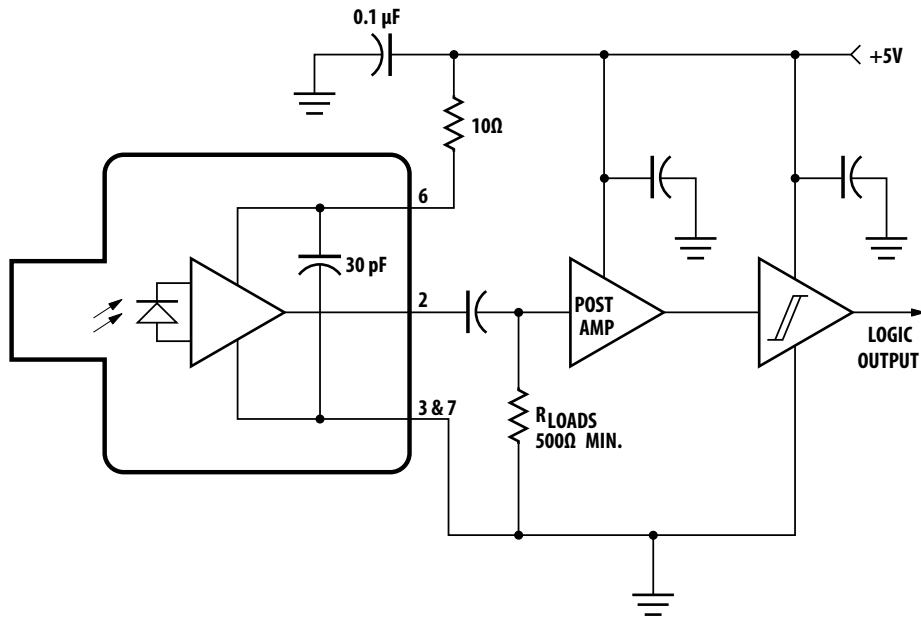 0.1 µF
+5V
10Ω
6
30 pF
2
POST
AMP
LOGIC
OUTPUT
3 & 7
RLOADS
500Ω MIN.